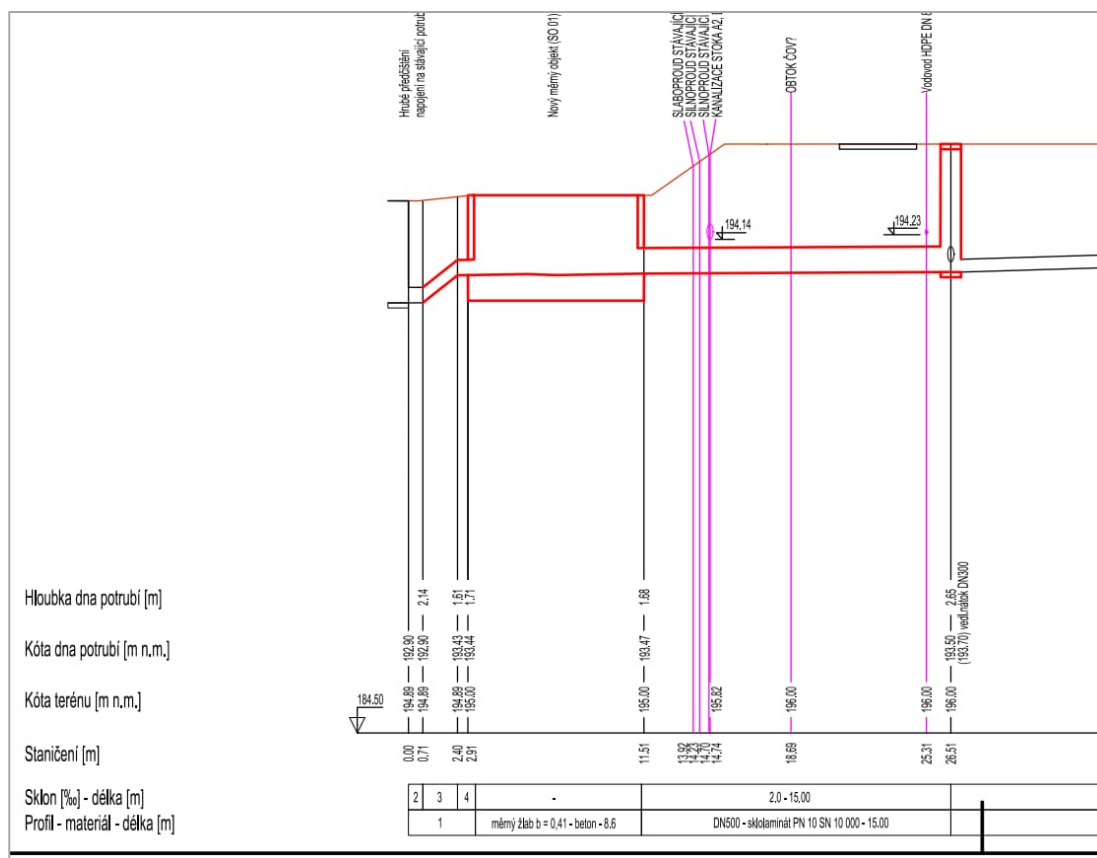 Hrubé předčištění
napojení na stávající potrub
Nový měrný objekt (SO 01)
SLABOPROUD STÁVAJÍCÍ
SILNOPROUD STÁVAJÍCÍ
SILNOPROUD STÁVAJÍCÍ
KANALIZACE STOKA A2,
OBTOK ČOV?
Vodovod HDPE DN
194.14
194.23
Hloubka dna potrubí [m]
2.14
1.61
1.71
1.68
2.65
Kóta dna potrubí [m n.m.]
192.90
192.90
193.43
193.44
193.47
193.50
(193.70) vedl.nátok DN300
Kóta terénu [m n.m.]
184.50
194.89
194.89
194.89
195.00
195.00
195.82
196.00
196.00
196.00
Staničení [m]
0.00
0.71
2.40
2.91
11.51
13.92
14.23
14.70
14.74
18.69
25.31
26.51
Sklon [‰] - délka [m]
2
3
4
-
2,0 - 15,00
Profil - materiál - délka [m]
1
měrný žlab b = 0,41 - beton - 8.6
DN500 - sklolaminát PN 10 SN 10 000 - 15.00